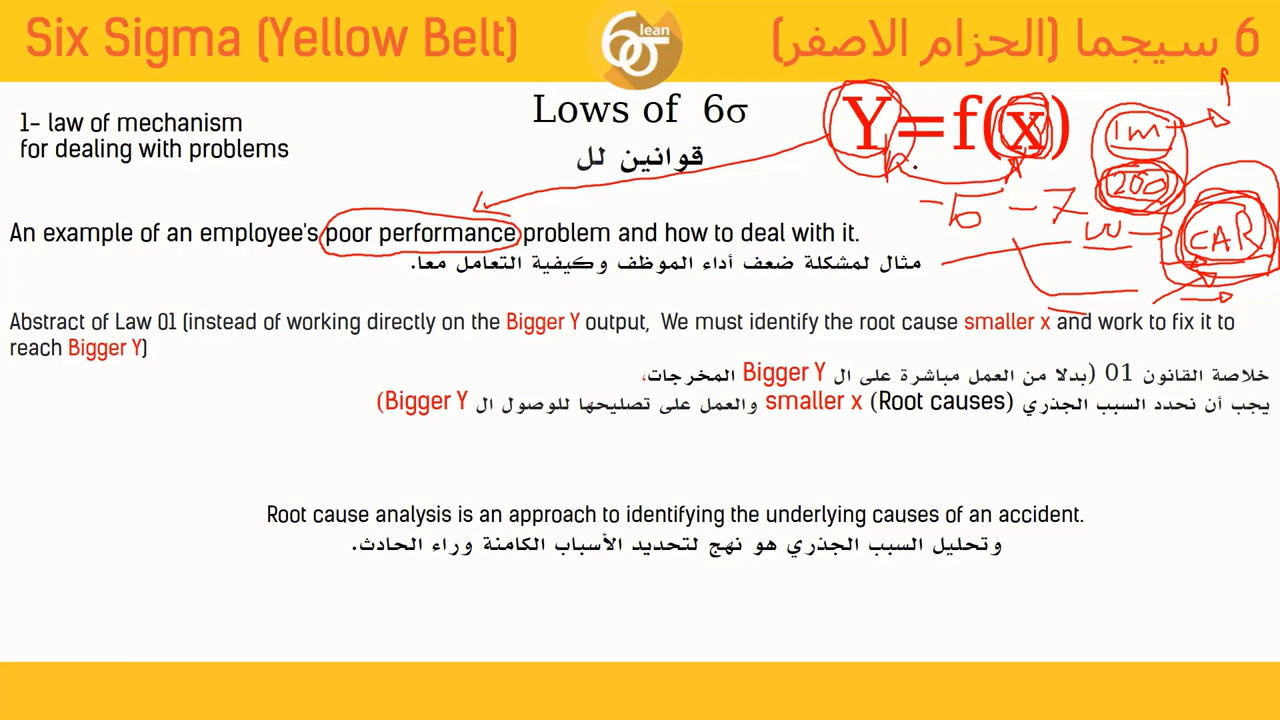 Six Sigma (Yellow Belt)
lean
6σ
6 سيجما (الحزام الاصفر)
1- law of mechanism
for dealing with problems
Lows of 6σ
قوانين لل
Y=f(x)
1m
200
CAR
An example of an employee's poor performance problem and how to deal with it.
مثال لمشكلة ضعف أداء الموظف وكيفية التعامل معا.
Abstract of Law 01 (instead of working directly on the Bigger Y output, We must identify the root cause smaller x and work to fix it to
reach Bigger Y)
خلاصة القانون 01 (بدلا من العمل مباشرة على ال Bigger Y المخرجات،
يجب أن نحدد السبب الجذري (Root causes) smaller x والعمل على تصليحها للوصول ال Bigger Y)
Root cause analysis is an approach to identifying the underlying causes of an accident.
وتحليل السبب الجذري هو نهج لتحديد الأسباب الكامنة وراء الحادث.